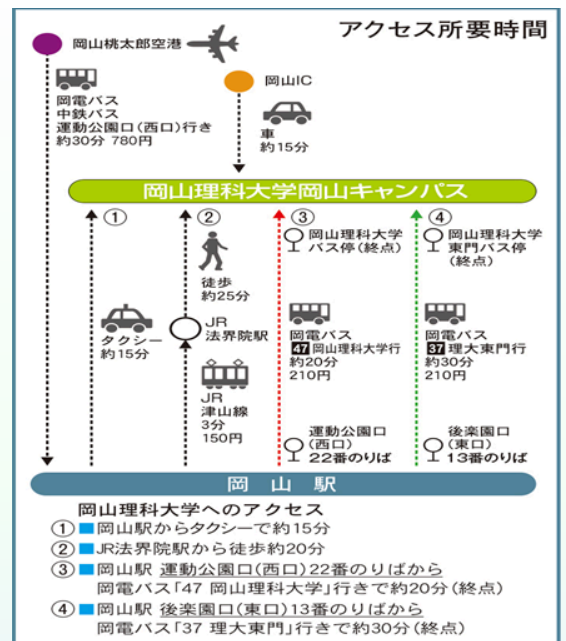 アクセス所要時間
岡山桃太郎空港
岡電バス
中鉄バス
運動公園口(西口)行き
約30分 780円
岡山IC
車
約15分
岡山理科大学岡山キャンパス
①
タクシー
約15分
②
徒歩
約25分
JR
法界院駅
JR
津山線
3分
150円
③
岡山理科大学
バス停(終点)
岡電バス
47岡山理科大学行
約20分
210円
運動公園口
(西口)
22番のりば
④
岡山理科大学
東門バス停
(終点)
岡電バス
37理大東門行
約30分
210円
後楽園口
(東口)
13番のりば
岡山駅
岡山理科大学へのアクセス
①■岡山駅からタクシーで約15分
②■JR法界院駅から徒歩約20分
③■岡山駅 運動公園口(西口)22番のりばから
岡電バス「47 岡山理科大学」行きで約20分(終点)
④■岡山駅 後楽園口(東口)13番のりばから
岡電バス「37 理大東門」行きで約30分(終点)